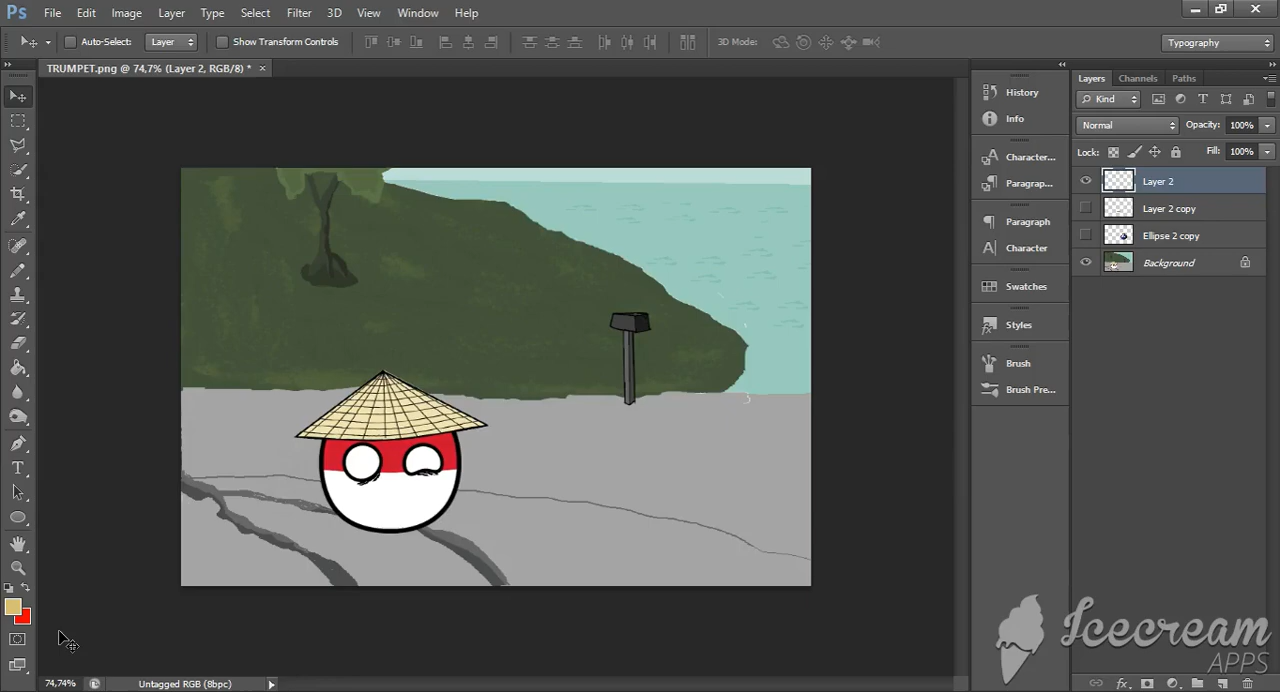 Ps File Edit Image Layer Type Select Filter 3D View Window Help
Auto-Select: Layer Show Transform Controls 3D Mode: Typography
TRUMPET.png @ 74,7% (Layer 2, RGB/8) *
History
Info
Character...
Paragrap...
Paragraph
Character
Swatches
Styles
Brush
Brush Pre...
Layers Channels Paths
Kind
Normal Opacity: 100%
Lock: Fill: 100%
Layer 2
Layer 2 copy
Ellipse 2 copy
Background
74,74% Untagged RGB (8bpc)
Icecream
APPS